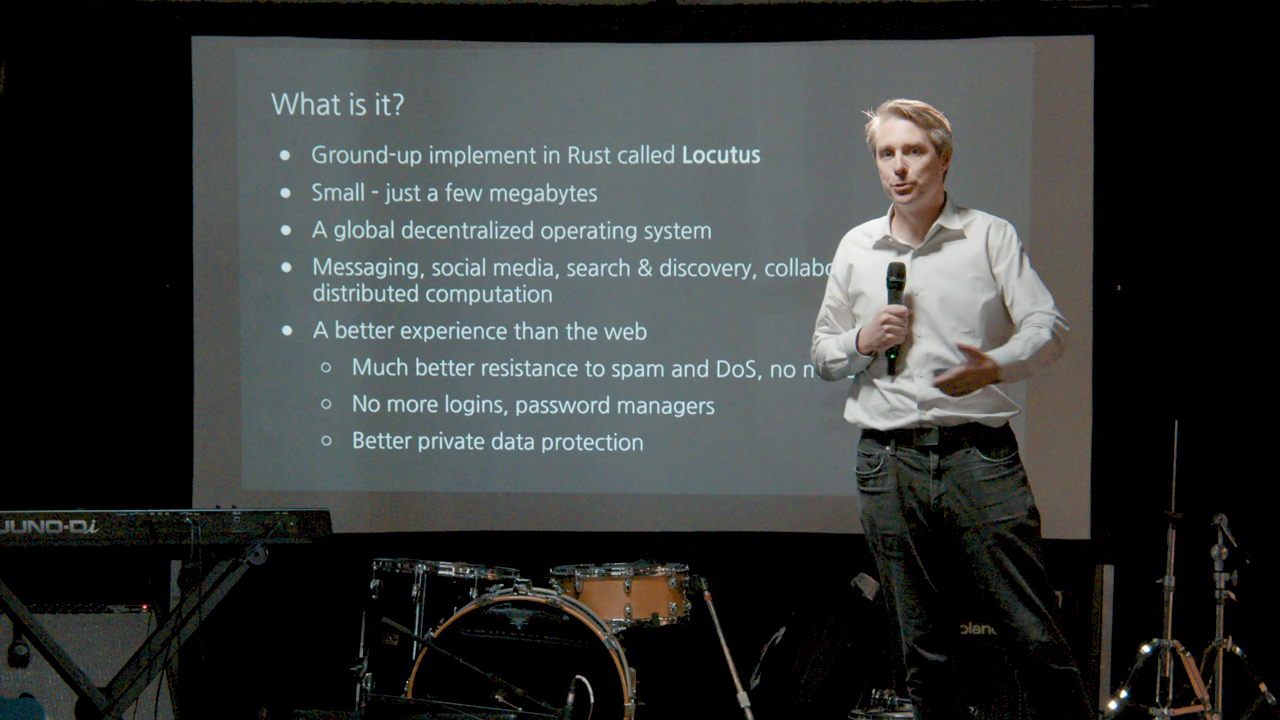 What is it?
● Ground-up implement in Rust called Locutus
● Small - just a few megabytes
● A global decentralized operating system
● Messaging, social media, search & discovery,
distributed computation
● A better experience than the web
○ Much better resistance to spam and DoS, no
○ No more logins, password managers
○ Better private data protection
JUNO-Di